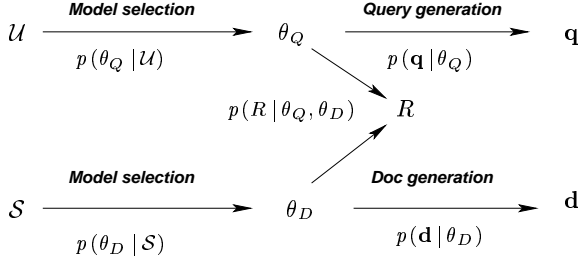 Model selection Query generation
𝒰 θ_Q q
p(θ_Q | 𝒰) p(q | θ_Q)
p(R | θ_Q, θ_D) R
Model selection Doc generation
𝒮 θ_D d
p(θ_D | 𝒮) p(d | θ_D)